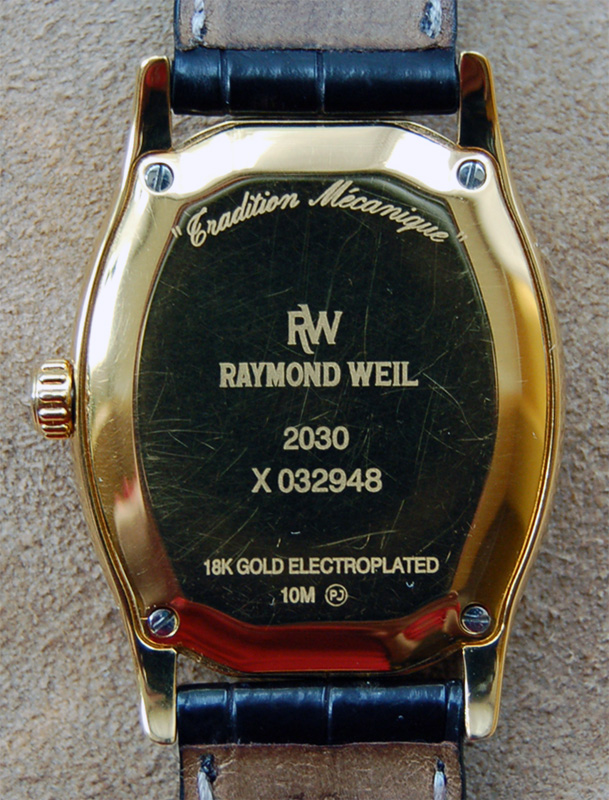 "Tradition Mécanique"
RW
RAYMOND WEIL
2030
X 032948
18K GOLD ELECTROPLATED
10M PJ